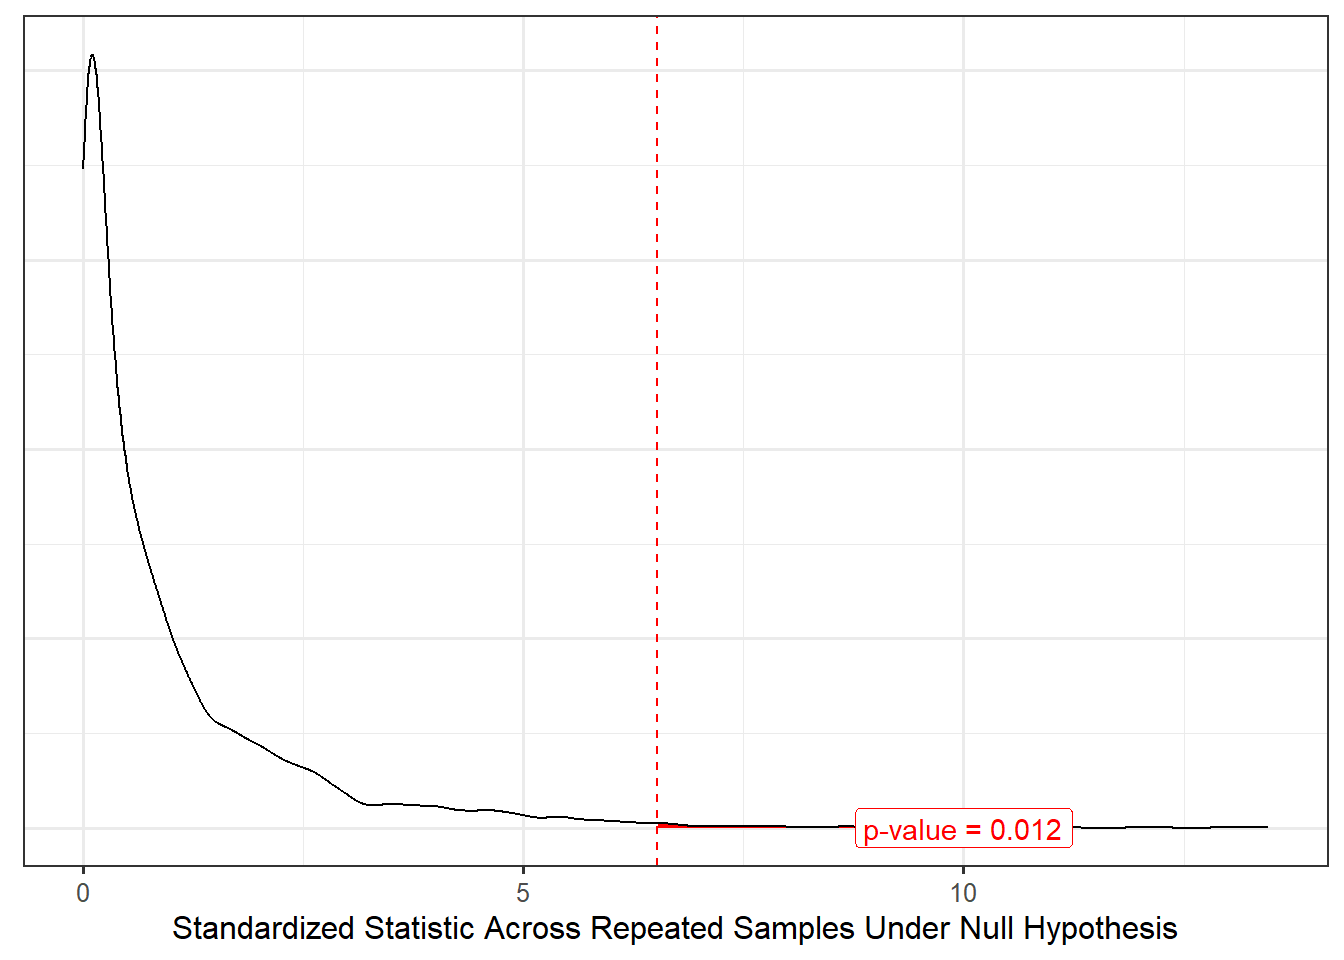 p-value = 0.012
0
5
10
Standardized Statistic Across Repeated Samples Under Null Hypothesis